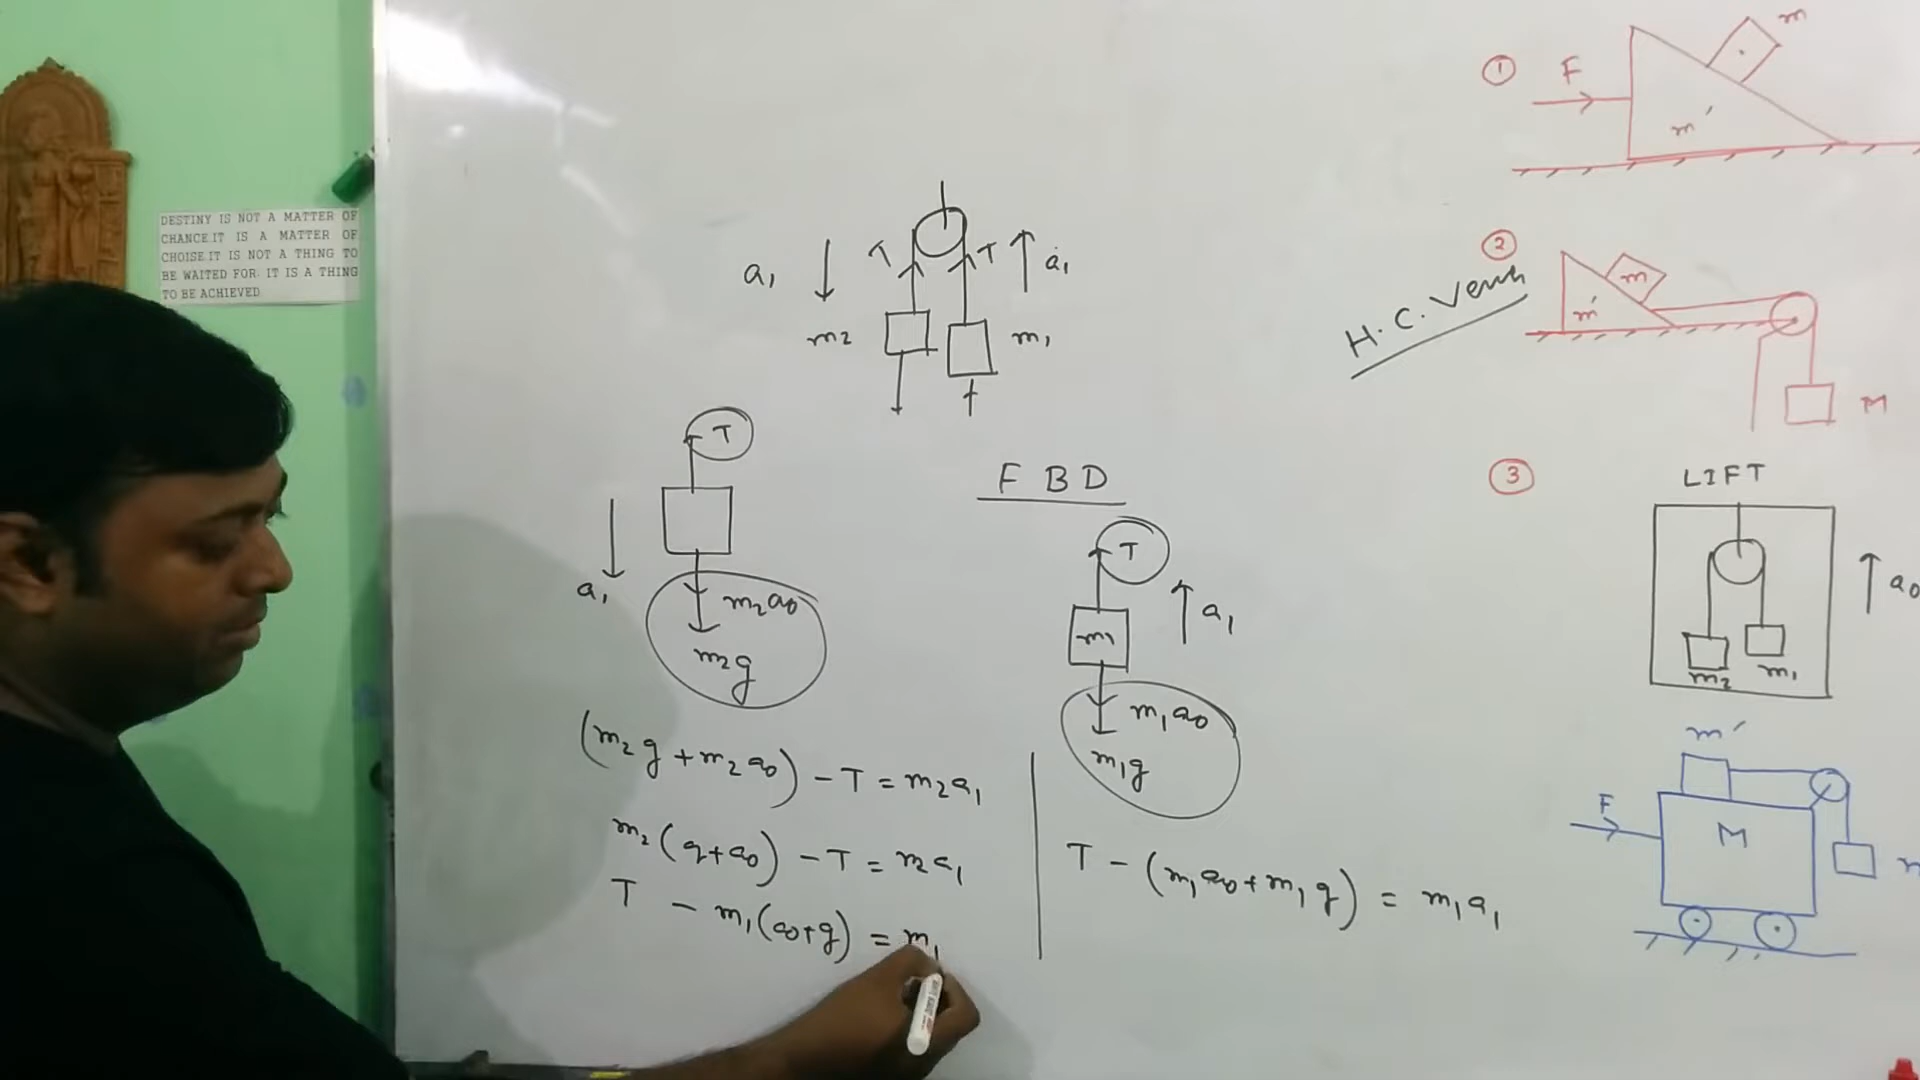 DESTINY IS NOT A MATTER OF
CHANCE.IT IS A MATTER OF
CHOISE.IT IS NOT A THING TO
BE WAITED FOR. IT IS A THING
TO BE ACHIEVED
a₁
T
T
a₁
m₂
m₁
T
a₁
m₂a₀
m₂g
F B D
T
m₁
a₁
m₁a₀
m₁g
(m₂g + m₂a₀) - T = m₂a₁
m₂(g+a₀) - T = m₂a₁
T - m₁(a₀+g) = m₁
T - (m₁a₀ + m₁g) = m₁a₁
1
F
m
m'
2
H.C. Verma
m
m'
M
3
LIFT
a₀
m₂
m₁
m'
F
M